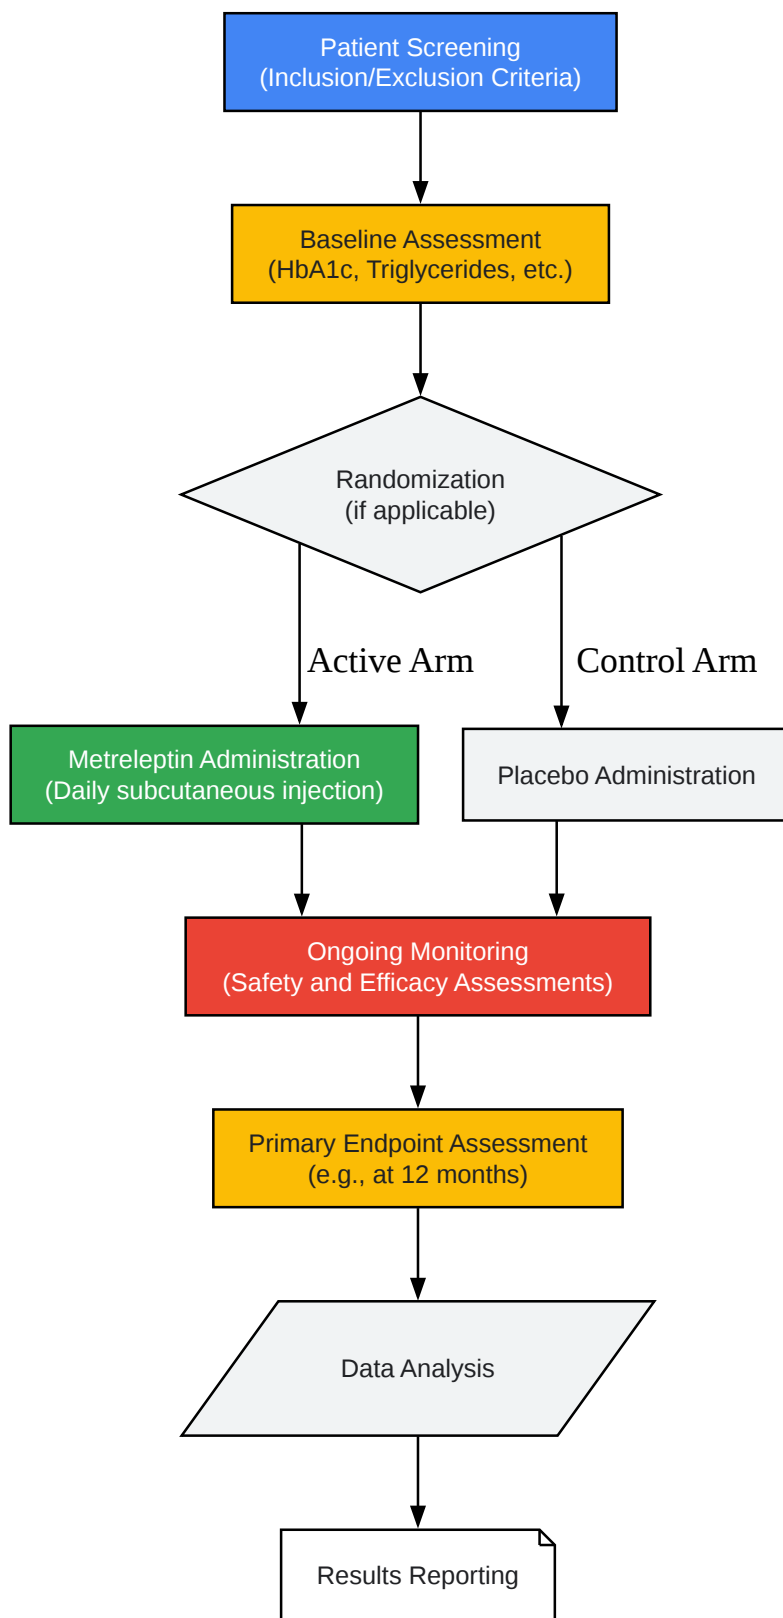 Patient Screening
(Inclusion/Exclusion Criteria)
Baseline Assessment
(HbA1c, Triglycerides, etc.)
Randomization
(if applicable)
Active Arm
Control Arm
Metreleptin Administration
(Daily subcutaneous injection)
Placebo Administration
Ongoing Monitoring
(Safety and Efficacy Assessments)
Primary Endpoint Assessment
(e.g., at 12 months)
Data Analysis
Results Reporting